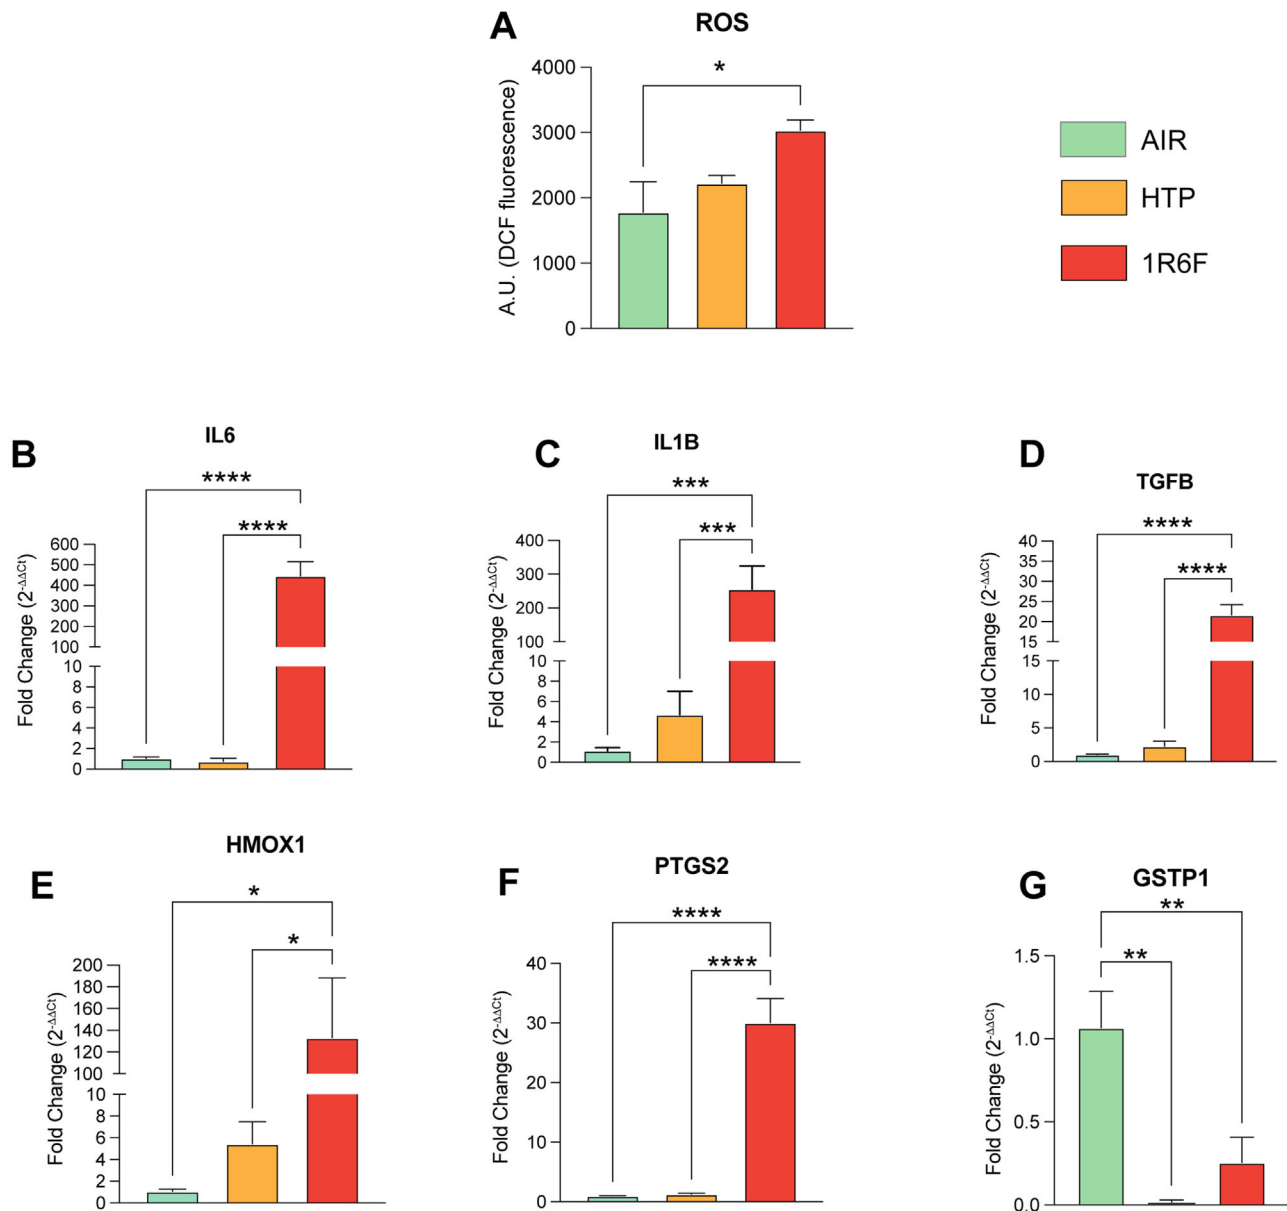 A
ROS
*
4000
3000
2000
1000
0
A.U. (DCF fluorescence)
AIR
HTP
1R6F
B
IL6
****
****
600
500
400
300
200
100
10
8
6
4
2
0
Fold Change (2-ΔΔCt)
C
IL1B
***
***
400
300
200
100
10
8
6
4
2
0
Fold Change (2-ΔΔCt)
D
TGFB
****
****
40
35
30
25
20
15
15
10
5
0
Fold Change (2-ΔΔCt)
E
HMOX1
*
*
200
180
160
140
120
100
10
8
6
4
2
0
Fold Change (2-ΔΔCt)
F
PTGS2
****
****
40
30
20
10
0
Fold Change (2-ΔΔCt)
G
GSTP1
**
**
1.5
1.0
0.5
0.0
Fold Change (2-ΔΔCt)